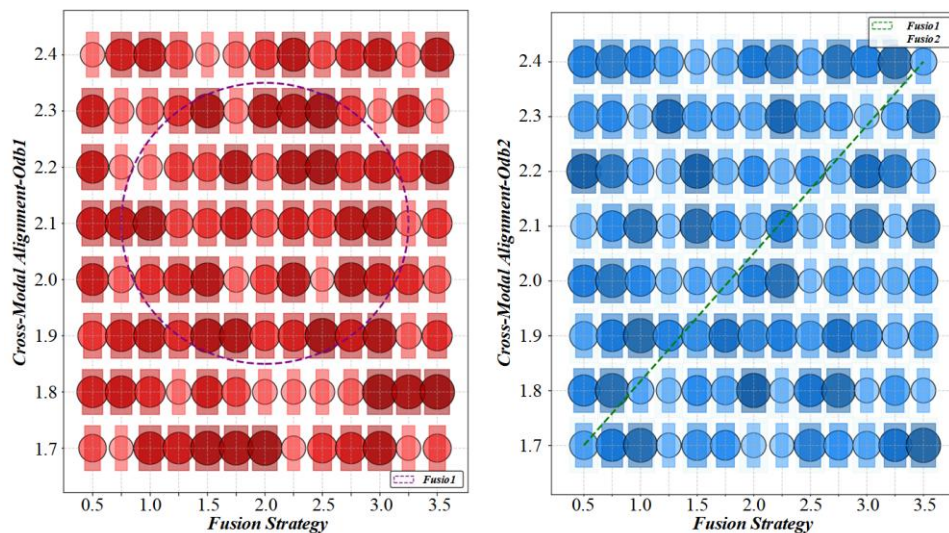 Cross-Modal Alignment-Odb1
2.4
2.3
2.2
2.1
2.0
1.9
1.8
1.7
0.5 1.0 1.5 2.0 2.5 3.0 3.5
Fusion Strategy
Fusio1
Cross-Modal Alignment-Odb2
2.4
2.3
2.2
2.1
2.0
1.9
1.8
1.7
0.5 1.0 1.5 2.0 2.5 3.0 3.5
Fusion Strategy
Fusio1
Fusio2